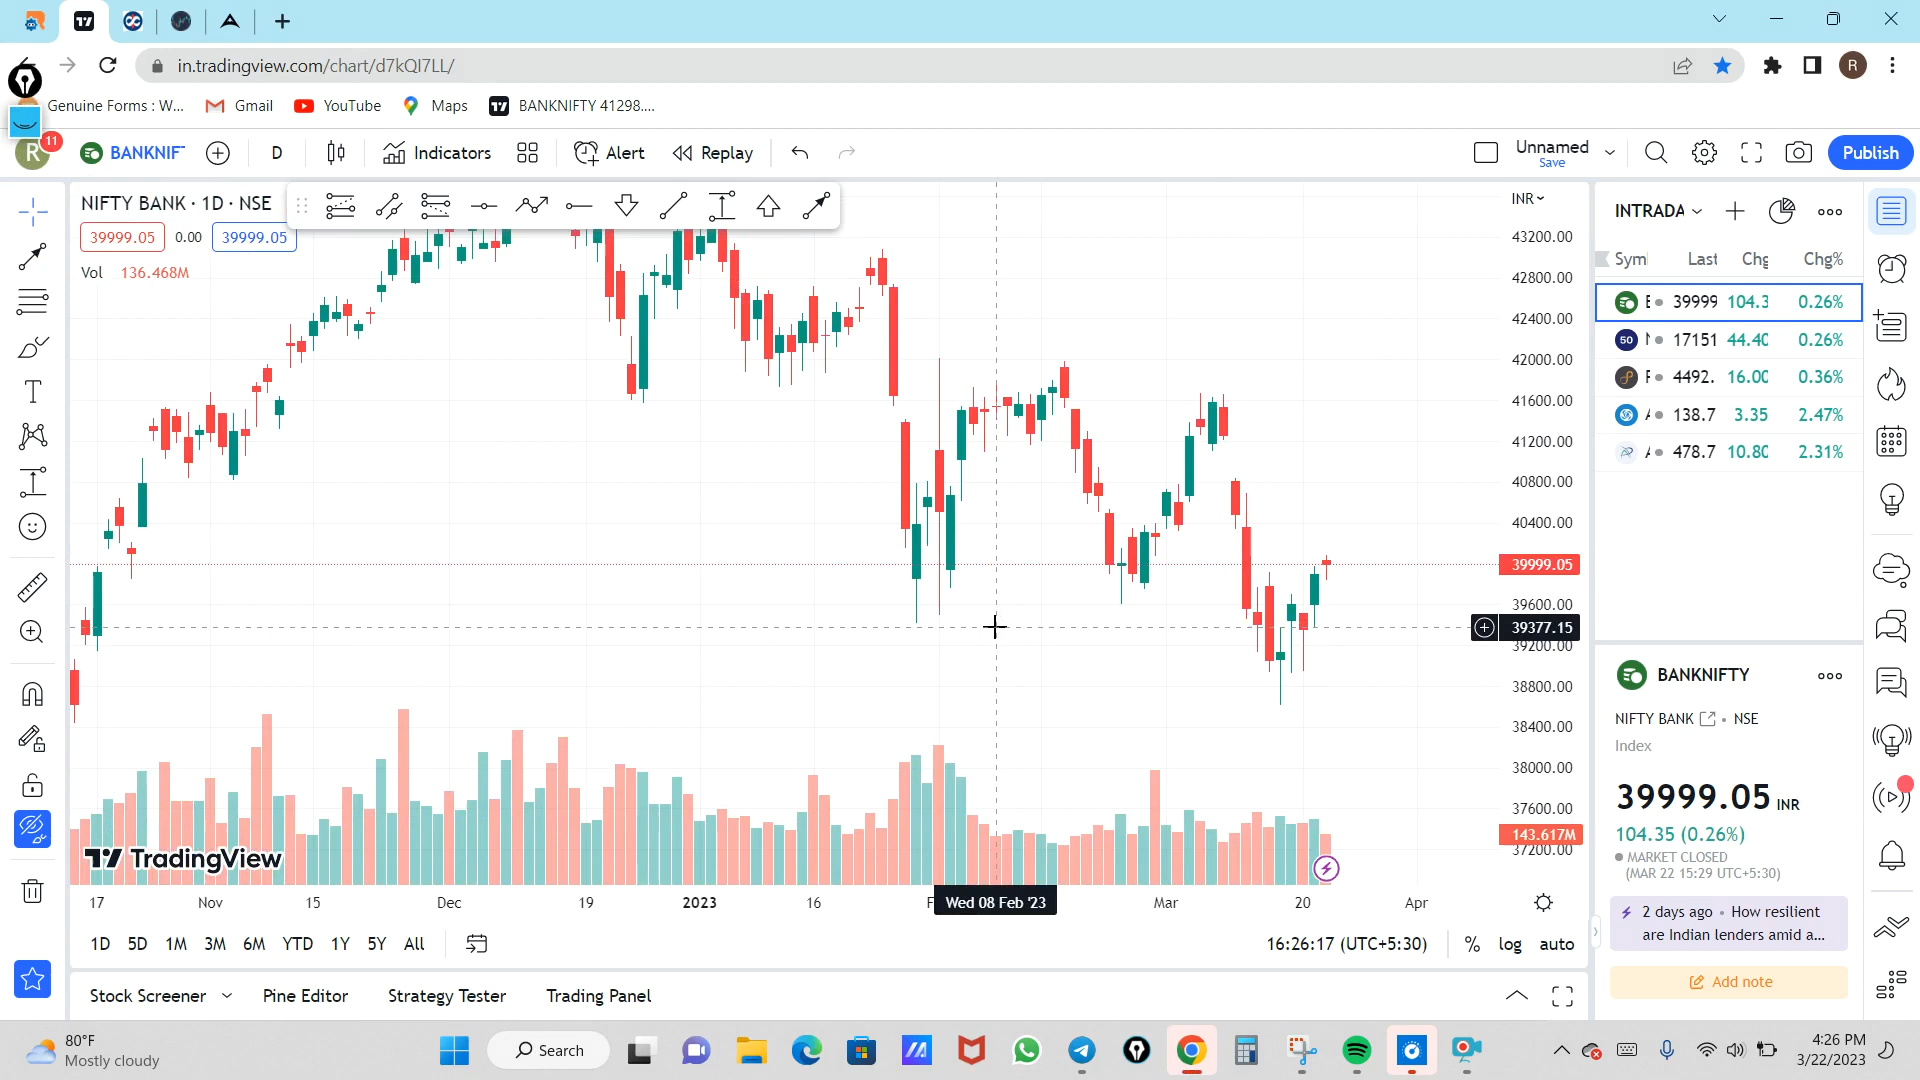 in.tradingview.com/chart/d7kQI7LL/
R
Genuine Forms : W...
Gmail
YouTube
Maps
BANKNIFTY 41298....
R
11
BANKNIF
D
Indicators
Alert
Replay
Unnamed
Save
Publish
NIFTY BANK · 1D · NSE
39999.05
0.00
39999.05
Vol 136.468M
INR
43200.00
42800.00
42400.00
42000.00
41600.00
41200.00
40800.00
40400.00
39999.05
39600.00
39377.15
39200.00
38800.00
38400.00
38000.00
37600.00
143.617M
37200.00
TradingView
17
Nov
15
Dec
19
2023
16
Wed 08 Feb '23
Mar
20
Apr
1D 5D 1M 3M 6M YTD 1Y 5Y All
16:26:17 (UTC+5:30)
% log auto
Stock Screener
Pine Editor
Strategy Tester
Trading Panel
INTRADA
Last Chg Chg%
39999 104.3 0.26%
50 17151 44.40 0.26%
4492. 16.00 0.36%
138.7 3.35 2.47%
478.7 10.80 2.31%
BANKNIFTY
NIFTY BANK • NSE
Index
39999.05 INR
104.35 (0.26%)
MARKET CLOSED
(MAR 22 15:29 UTC+5:30)
2 days ago • How resilient
are Indian lenders amid a...
Add note
80°F
Mostly cloudy
Search
4:26 PM
3/22/2023